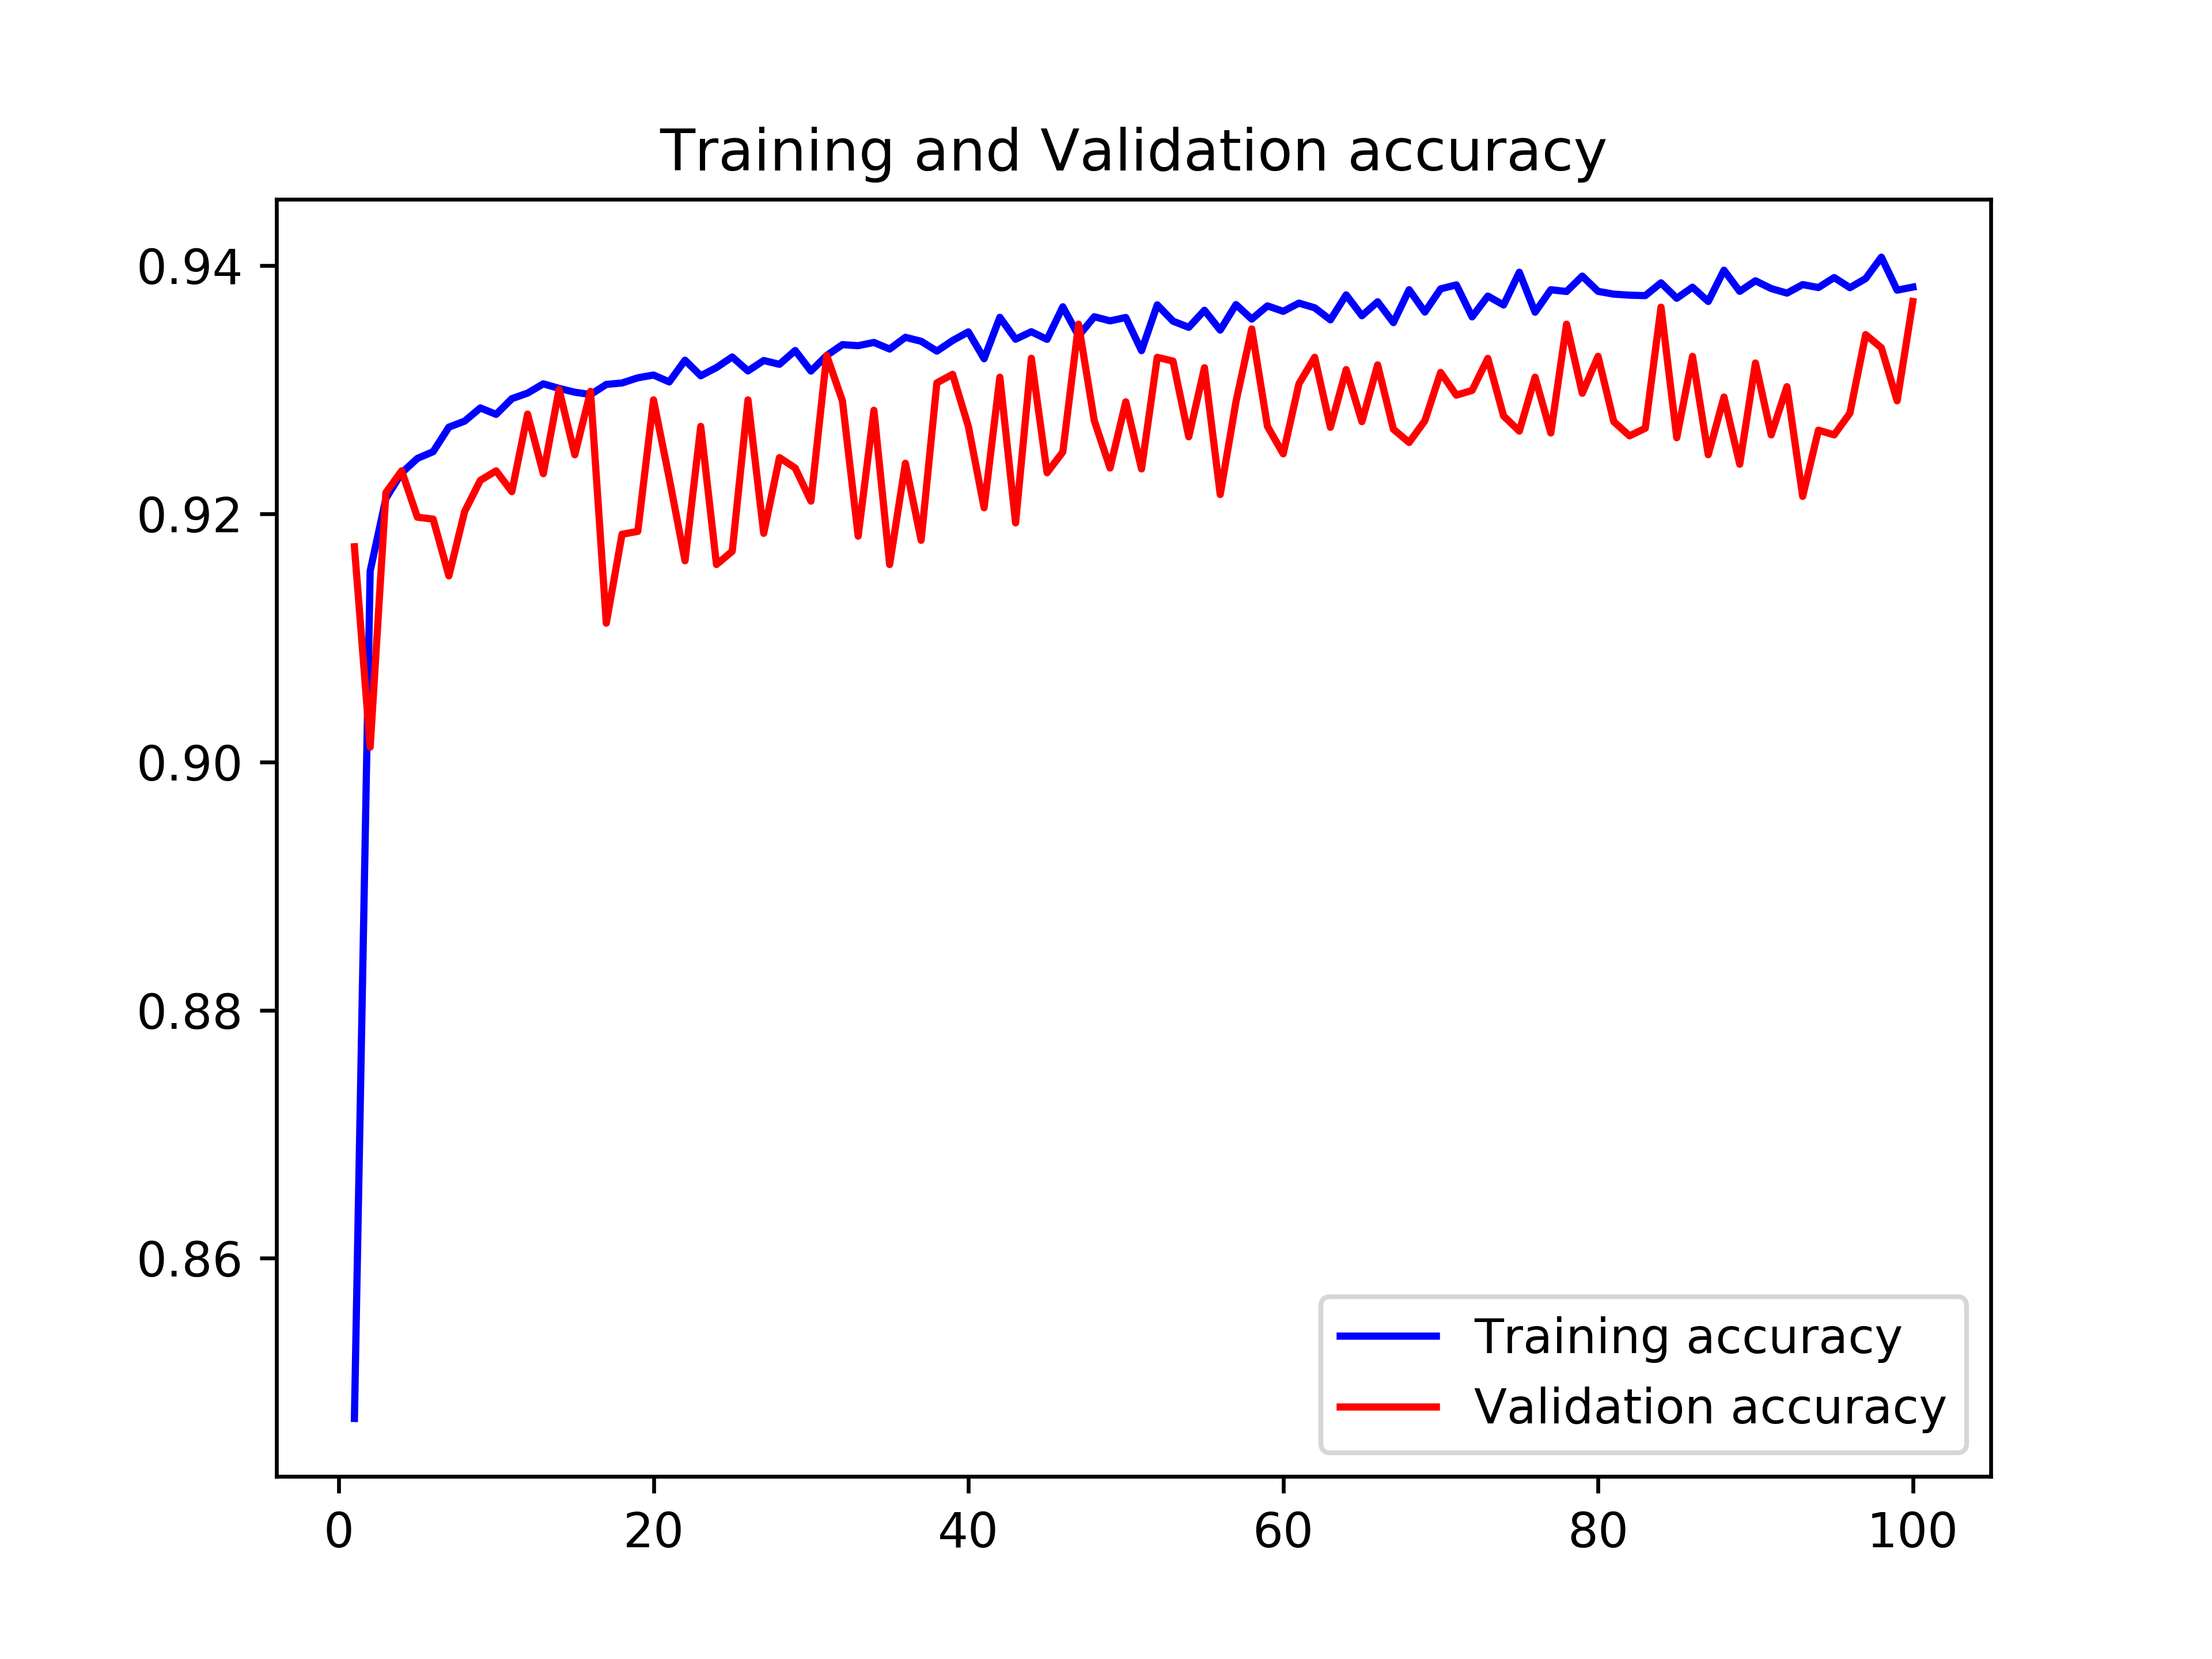 Training and Validation accuracy
0.94
0.92
0.90
0.88
0.86
Training accuracy
Validation accuracy
0 20 40 60 80 100